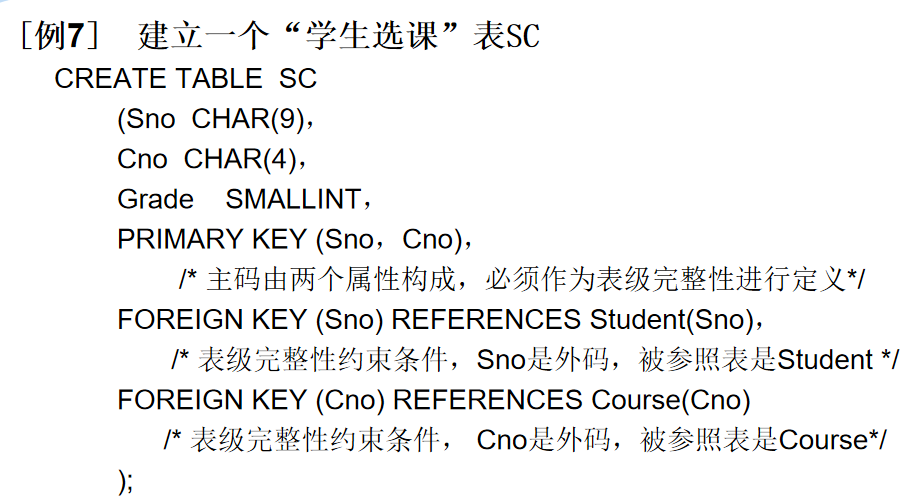 [例7] 建立一个“学生选课”表SC
CREATE TABLE SC
(Sno CHAR(9),
Cno CHAR(4),
Grade SMALLINT,
PRIMARY KEY (Sno,Cno),
/* 主码由两个属性构成,必须作为表级完整性进行定义*/
FOREIGN KEY (Sno) REFERENCES Student(Sno),
/* 表级完整性约束条件,Sno是外码,被参照表是Student */
FOREIGN KEY (Cno) REFERENCES Course(Cno)
/* 表级完整性约束条件, Cno是外码,被参照表是Course*/
);